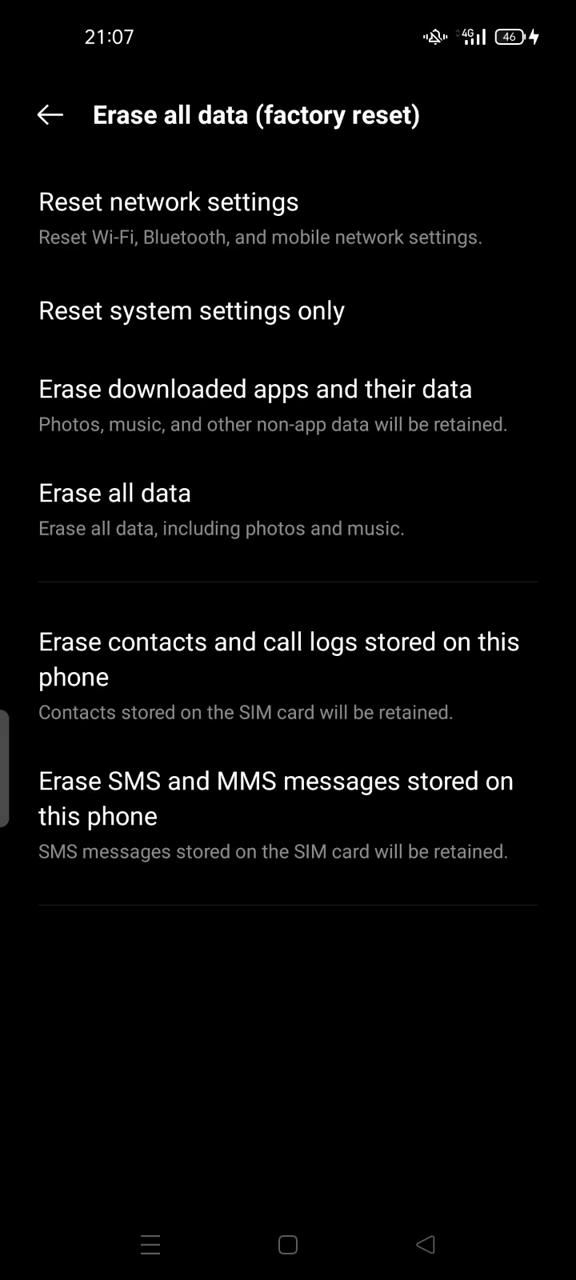 21:07
4G
46
Erase all data (factory reset)
Reset network settings
Reset Wi-Fi, Bluetooth, and mobile network settings.
Reset system settings only
Erase downloaded apps and their data
Photos, music, and other non-app data will be retained.
Erase all data
Erase all data, including photos and music.
Erase contacts and call logs stored on this
phone
Contacts stored on the SIM card will be retained.
Erase SMS and MMS messages stored on
this phone
SMS messages stored on the SIM card will be retained.